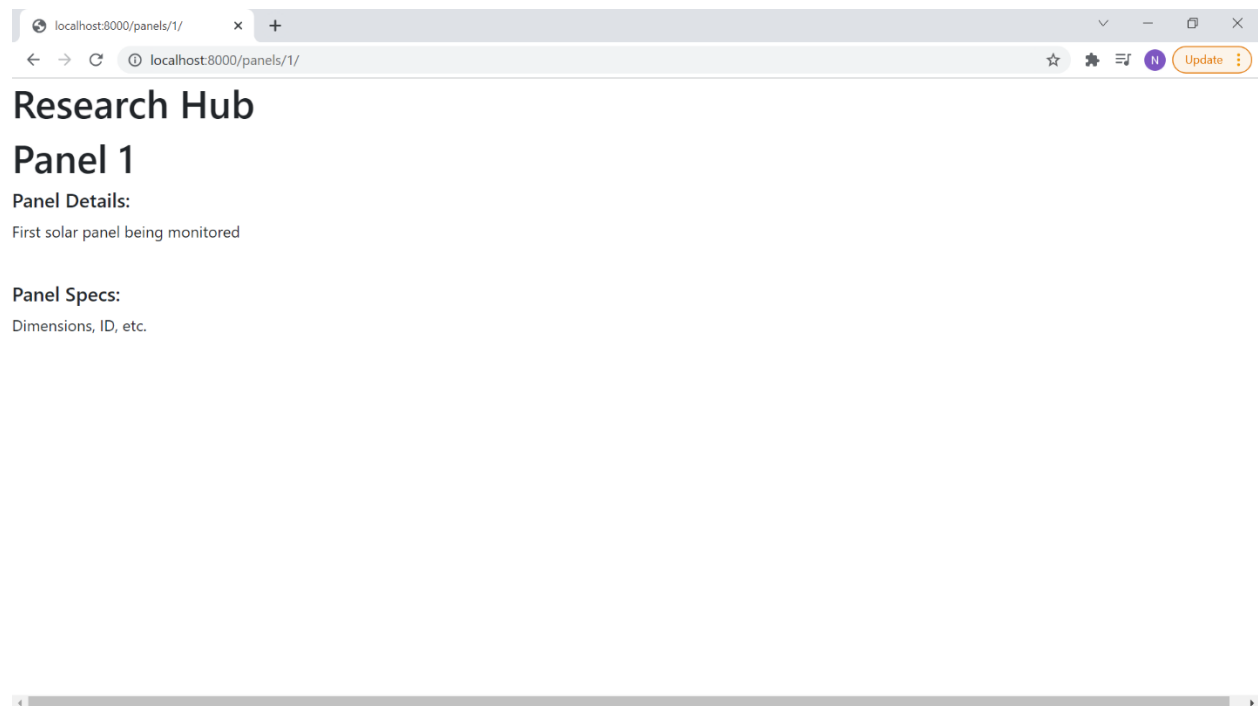 localhost:8000/panels/1/
localhost:8000/panels/1/
N
Update
Research Hub
Panel 1
Panel Details:
First solar panel being monitored
Panel Specs:
Dimensions, ID, etc.